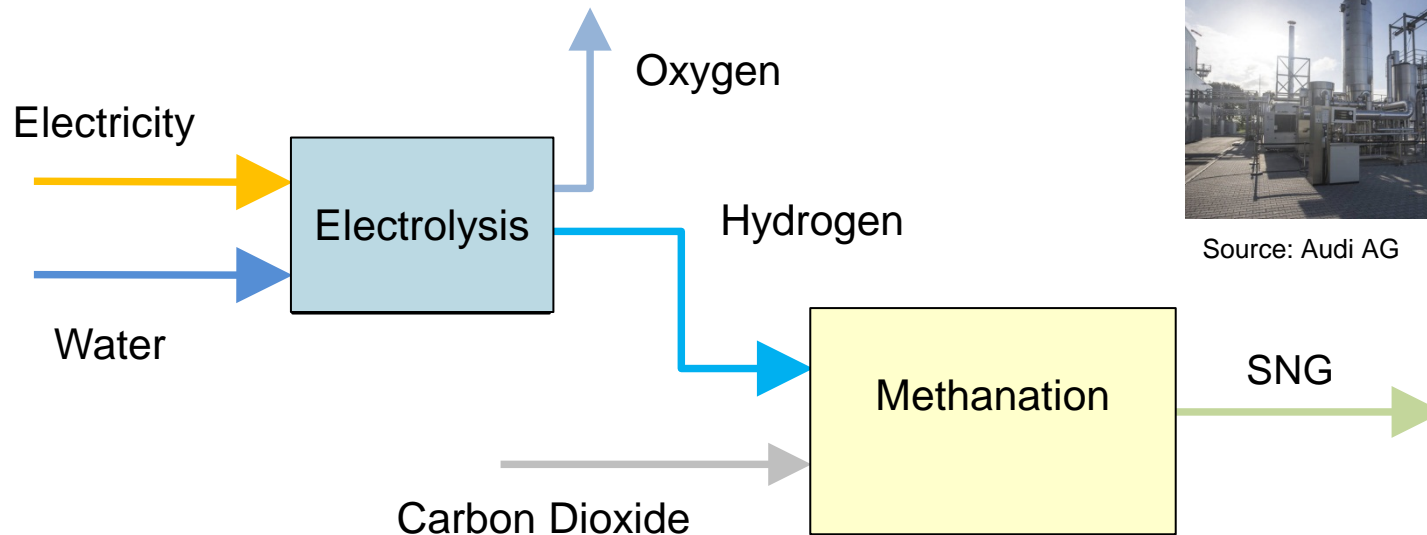 Oxygen
Electricity
Electrolysis
Hydrogen
Source: Audi AG
Water
SNG
Methanation
Carbon Dioxide